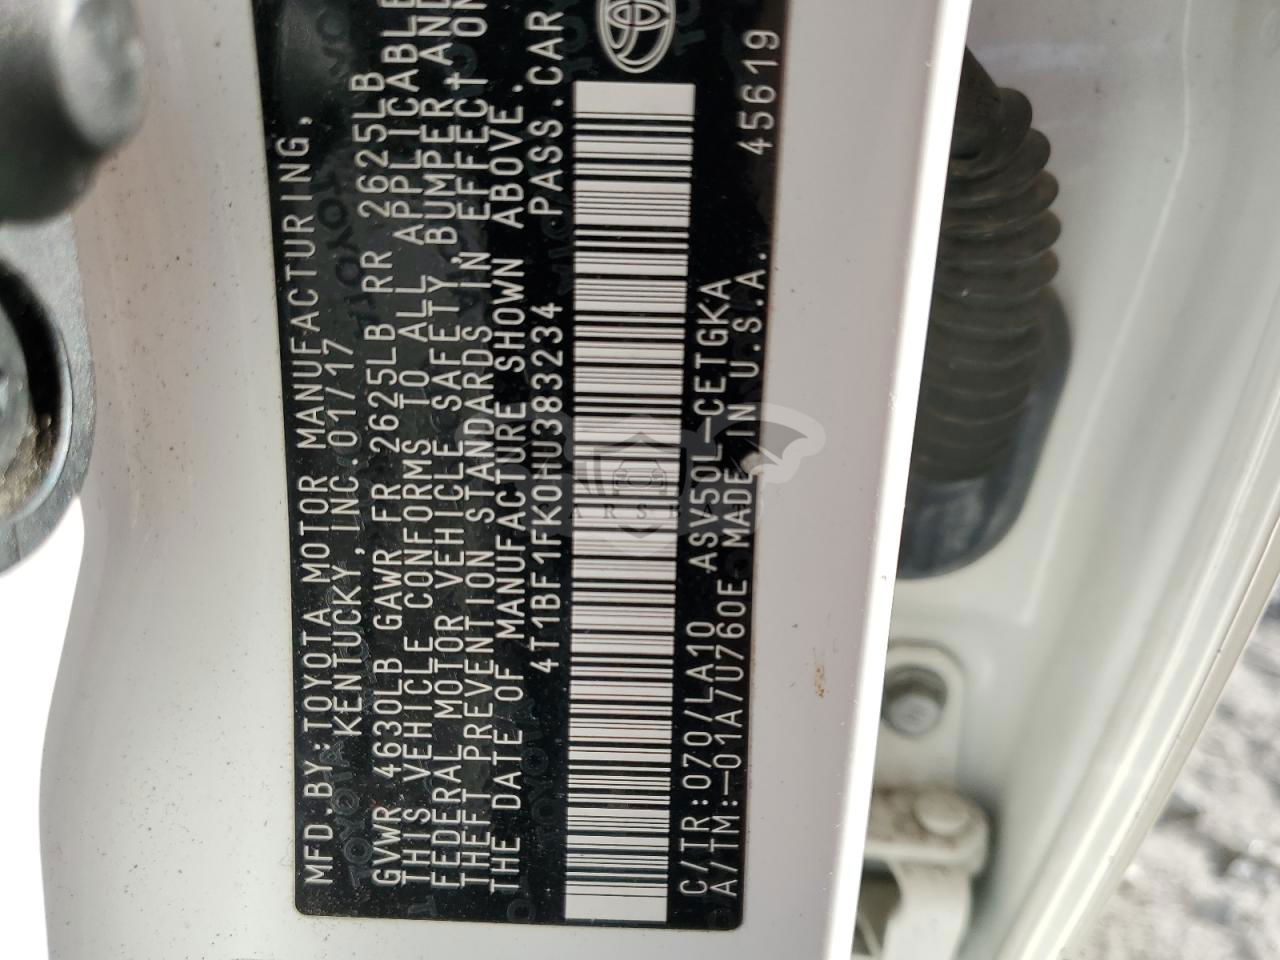 MFD.BY:TOYOTA MOTOR MANUFACTURING,
KENTUCKY,INC.01/17
GVWR 4630LB GAWR FR 2625LB RR 2625LB
THIS VEHICLE CONFORMS TO ALL APPLICABLE
FEDERAL MOTOR VEHICLE SAFETY,BUMPER AND
THEFT PREVENTION STANDARDS IN EFFECT ON
THE DATE OF MANUFACTURE SHOWN ABOVE.
4T1BF1FK0HU383234 PASS.CAR
C/TR:070/LA10 ASV50L-CETGKA
A/TM:-01A7U760E MADE IN U.S.A. 45619
CARSBAT